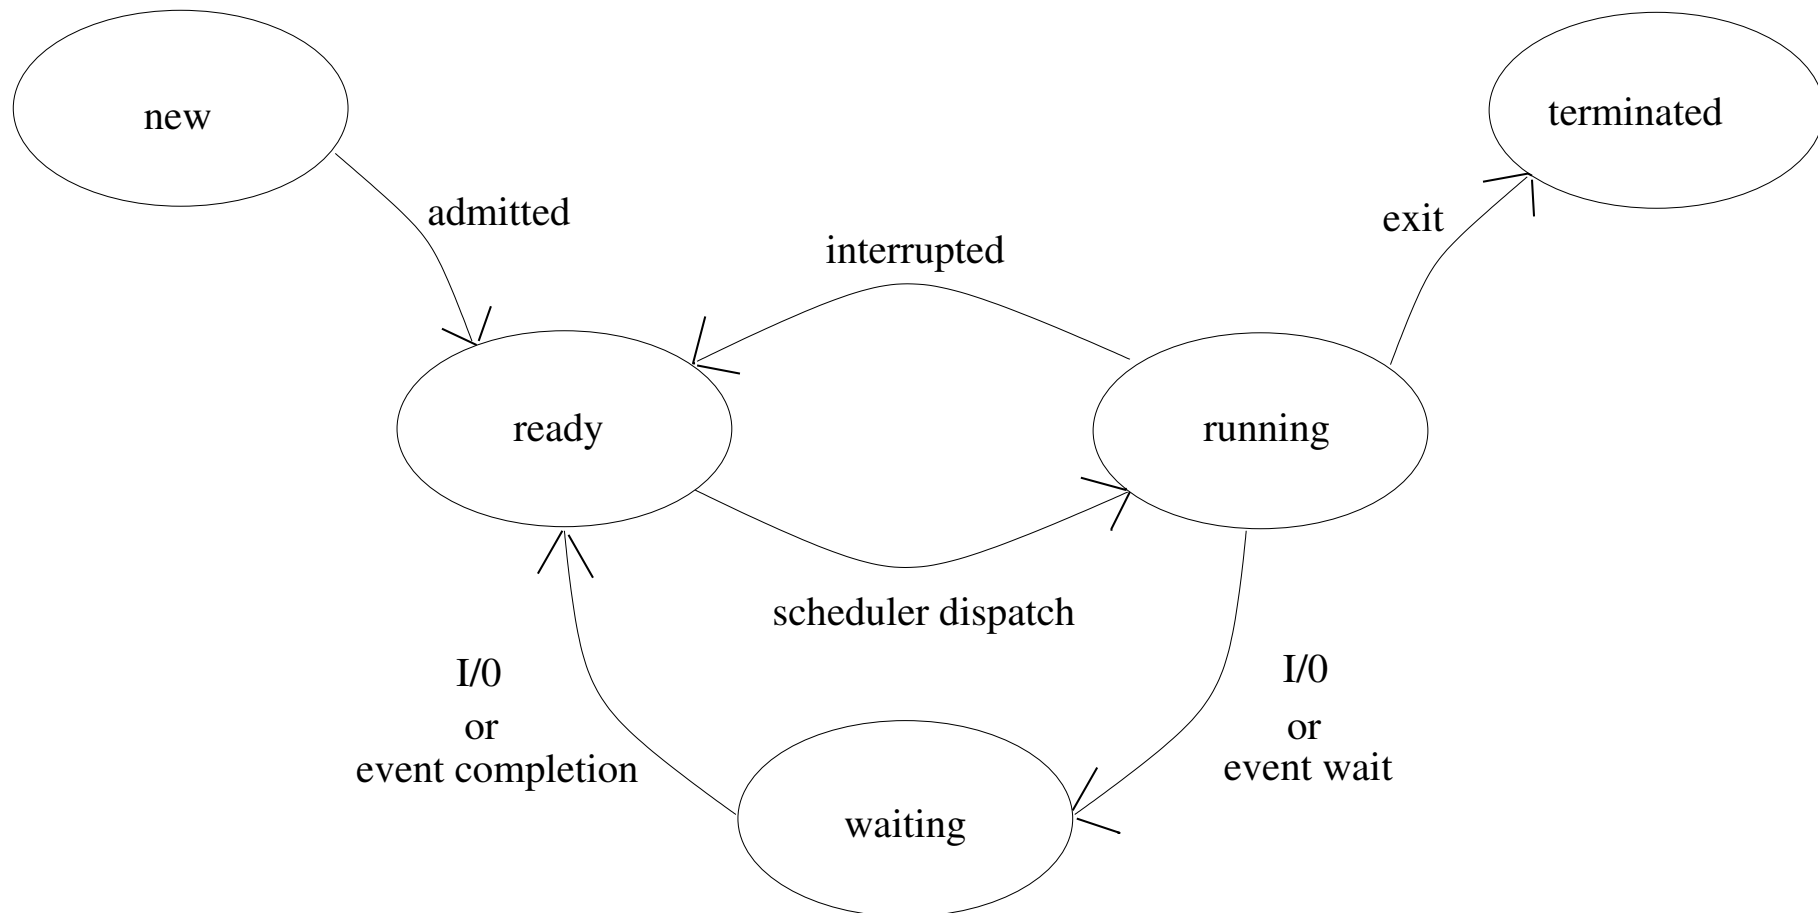 new
terminated
admitted
exit
interrupted
ready
running
scheduler dispatch
I/0
or
event completion
I/0
or
event wait
waiting